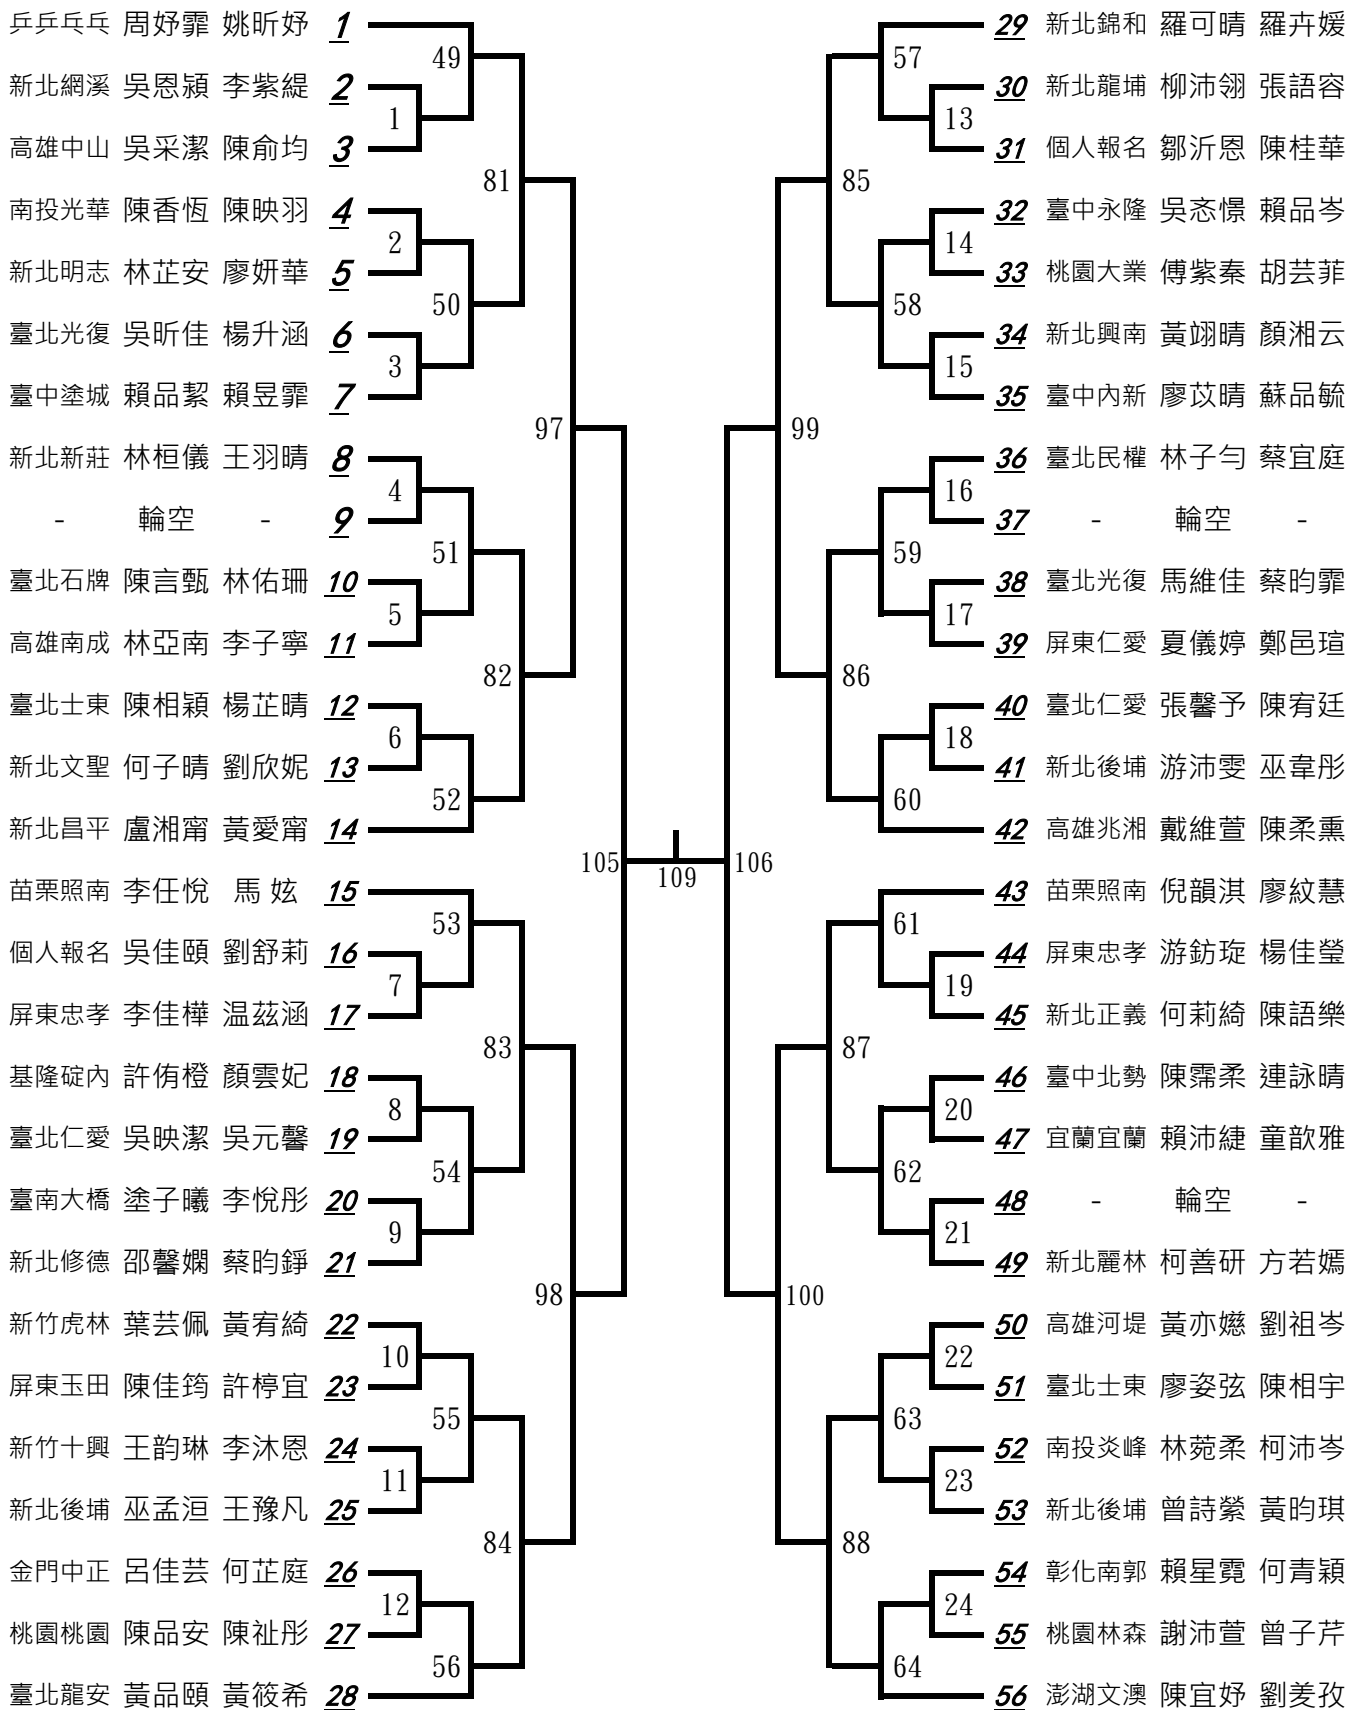 乒乒乓乓 周妤霏 姚昕妤 1
49
新北網溪 吳恩潁 李紫緹 2
1
高雄中山 吳采潔 陳俞均 3
81
南投光華 陳香恆 陳映羽 4
2
新北明志 林芷安 廖妍華 5
50
臺北光復 吳昕佳 楊升涵 6
3
臺中塗城 賴品絜 賴昱霏 7
97
新北新莊 林桓儀 王羽晴 8
4
- 輪空 - 9
51
臺北石牌 陳言甄 林佑珊 10
5
高雄南成 林亞南 李子寧 11
82
臺北士東 陳相穎 楊芷晴 12
6
新北文聖 何子晴 劉欣妮 13
52
新北昌平 盧湘甯 黃愛甯 14
105
苗栗照南 李任悅 馬 妶 15
53
個人報名 吳佳頤 劉舒莉 16
7
屏東忠孝 李佳樺 温茲涵 17
83
基隆碇內 許侑橙 顏雲妃 18
8
臺北仁愛 吳映潔 吳元馨 19
54
臺南大橋 塗子曦 李悅彤 20
9
新北修德 邵馨嫻 蔡昀錚 21
98
新竹虎林 葉芸佩 黃宥綺 22
10
屏東玉田 陳佳筠 許楟宜 23
55
新竹十興 王韵琳 李沐恩 24
11
新北後埔 巫孟洹 王豫凡 25
84
金門中正 呂佳芸 何芷庭 26
12
桃園桃園 陳品安 陳祉彤 27
56
臺北龍安 黃品頤 黃筱希 28
109
29 新北錦和 羅可晴 羅卉媛
57
30 新北龍埔 柳沛翎 張語容
13
31 個人報名 鄒沂恩 陳桂華
85
32 臺中永隆 吳忞憬 賴品岑
14
33 桃園大業 傅紫秦 胡芸菲
58
34 新北興南 黃翊晴 顏湘云
15
35 臺中內新 廖苡晴 蘇品毓
99
36 臺北民權 林子勻 蔡宜庭
16
37 - 輪空 -
59
38 臺北光復 馬維佳 蔡昀霏
17
39 屏東仁愛 夏儀婷 鄭邑瑄
86
40 臺北仁愛 張馨予 陳宥廷
18
41 新北後埔 游沛雯 巫韋彤
60
42 高雄兆湘 戴維萱 陳柔熏
106
43 苗栗照南 倪韻淇 廖紋慧
61
44 屏東忠孝 游鈁琁 楊佳瑩
19
45 新北正義 何莉綺 陳語樂
87
46 臺中北勢 陳霈柔 連詠晴
20
47 宜蘭宜蘭 賴沛緁 童歆雅
62
48 - 輪空 -
21
49 新北麗林 柯善研 方若嫣
100
50 高雄河堤 黃亦嬨 劉祖岑
22
51 臺北士東 廖姿弦 陳相宇
63
52 南投炎峰 林菀柔 柯沛岑
23
53 新北後埔 曾詩縈 黃昀琪
88
54 彰化南郭 賴星霓 何青穎
24
55 桃園林森 謝沛萱 曾子芹
64
56 澎湖文澳 陳宜妤 劉羑孜